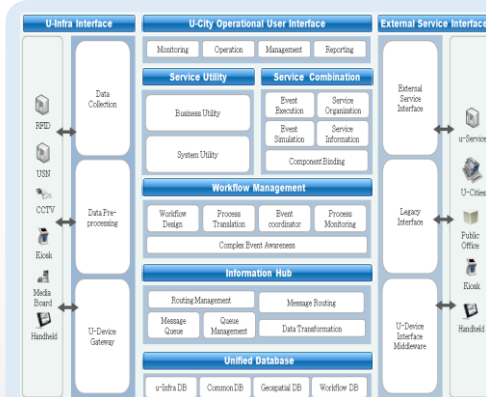 U-Infra Interface
U-City Operational User Interface
External Service Interface
Monitoring
Operation
Management
Reporting
Service Utility
Service Combination
Data
Collection
Business Utility
System Utility
Event
Execution
Service
Organization
Event
Simulation
Service
Information
Component Binding
External
Service
Interface
RFID
USN
CCTV
Kiosk
Media
Board
Handheld
u-Service
U-Cities
Public
Office
Kiosk
Handheld
Workflow Management
Data Pre-
processing
Workflow
Design
Process
Translation
Event
coordinator
Process
Monitoring
Complex Event Awareness
Legacy
Interface
Information Hub
Routing Management
Message Routing
Message
Queue
Queue
Management
Data Transformation
U-Device
Gateway
U-Device
Interface
Middleware
Unified Database
u-Infra DB
Common DB
Geospatial DB
Workflow DB